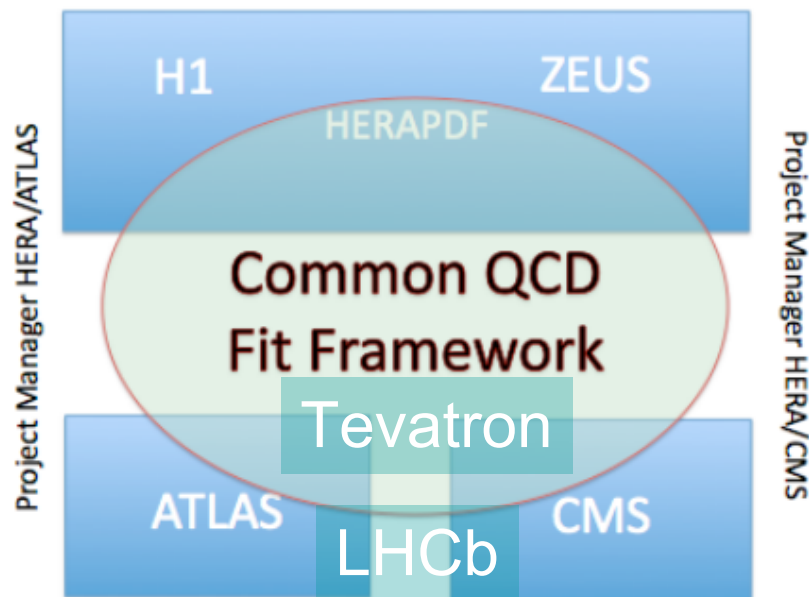 H1
ZEUS
HERAPDF
Project Manager HERA/ATLAS
Project Manager HERA/CMS
Common QCD
Fit Framework
Tevatron
ATLAS
CMS
LHCb